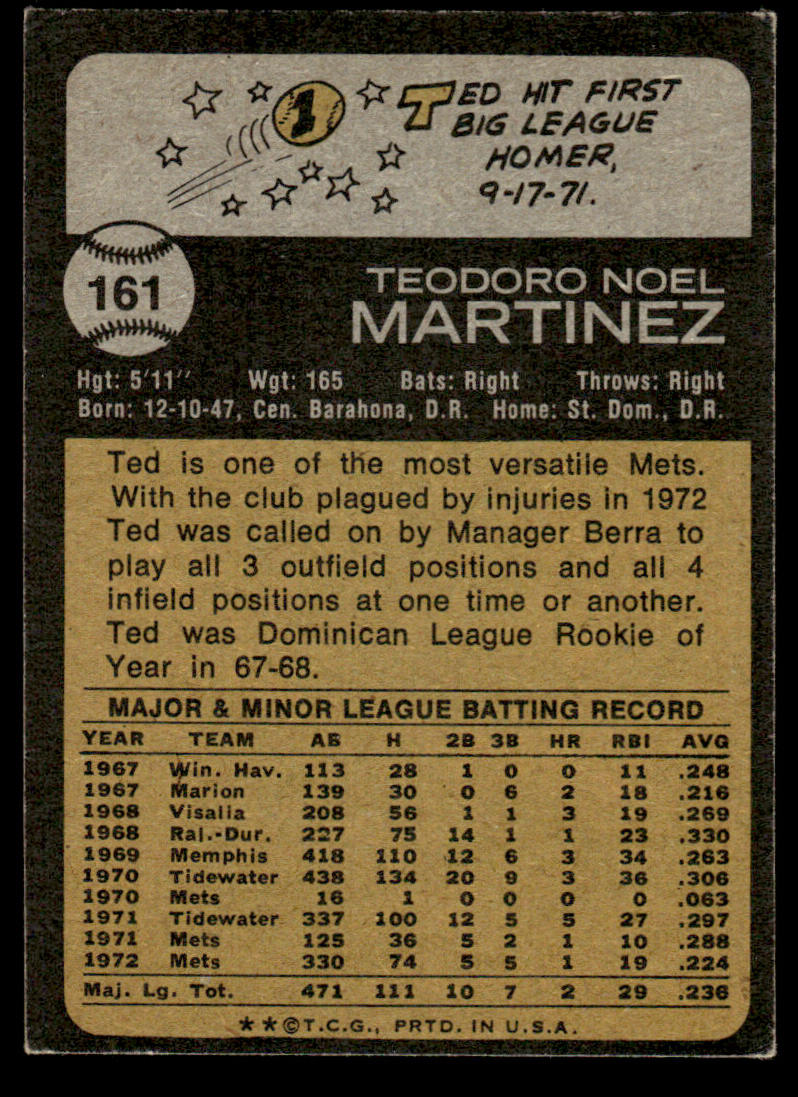 1
TED HIT FIRST
BIG LEAGUE
HOMER,
9-17-71.
161
TEODORO NOEL
MARTINEZ
Hgt: 5'11" Wgt: 165 Bats: Right Throws: Right
Born: 12-10-47, Cen. Barahona, D.R. Home: St. Dom., D.R.
Ted is one of the most versatile Mets.
With the club plagued by injuries in 1972
Ted was called on by Manager Berra to
play all 3 outfield positions and all 4
infield positions at one time or another.
Ted was Dominican League Rookie of
Year in 67-68.
MAJOR & MINOR LEAGUE BATTING RECORD
YEAR TEAM AB H 2B 3B HR RBI AVG
1967 Win. Hav. 113 28 1 0 0 11 .248
1967 Marion 139 30 0 6 2 18 .216
1968 Visalia 208 56 1 1 3 19 .269
1968 Ral.-Dur. 227 75 14 1 1 23 .330
1969 Memphis 418 110 12 6 3 34 .263
1970 Tidewater 438 134 20 9 3 36 .306
1970 Mets 16 1 0 0 0 0 .063
1971 Tidewater 337 100 12 5 5 27 .297
1971 Mets 125 36 5 2 1 10 .288
1972 Mets 330 74 5 5 1 19 .224
Maj. Lg. Tot. 471 111 10 7 2 29 .236
**©T.C.G., PRTD. IN U.S.A.